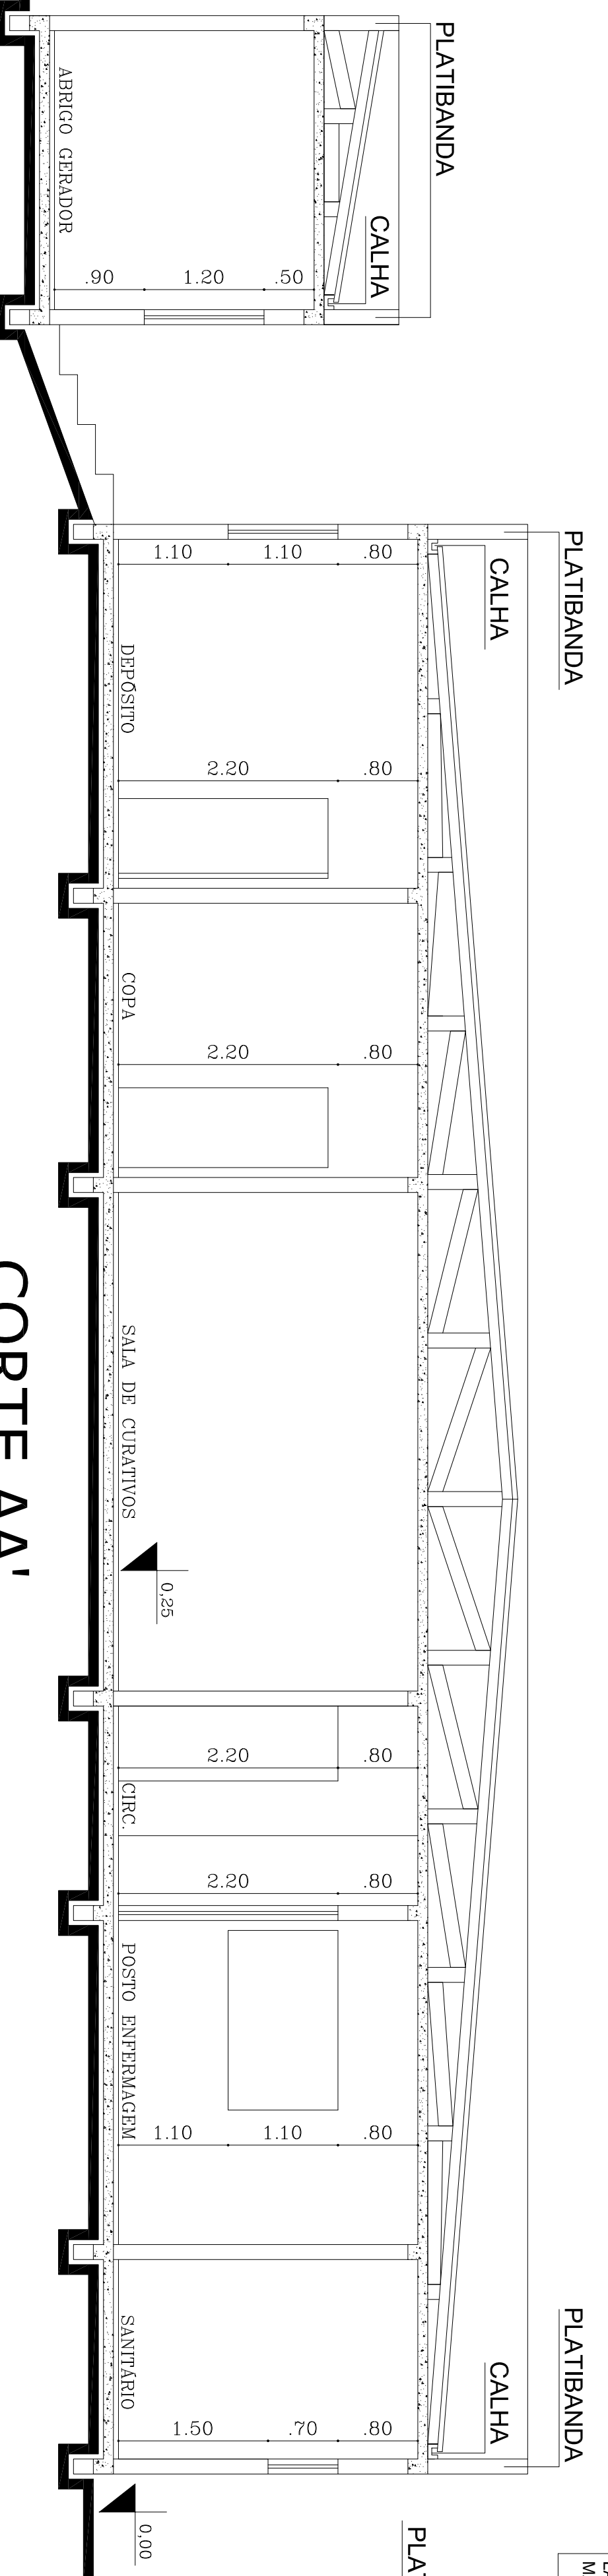 PLATIBANDA
CALHA
ABRIGO GERADOR
.90
1.20
.50
PLATIBANDA
CALHA
1.10
1.10
.80
DEPÓSITO
2.20
.80
COPA
2.20
.80
SALA DE CURATIVOS
0,25
2.20
.80
CIRC.
2.20
.80
POSTO ENFERMAGEM
1.10
1.10
.80
SANITÁRIO
1.50
.70
.80
PLATIBANDA
CALHA
0,00
CORTE AA'
PLAT